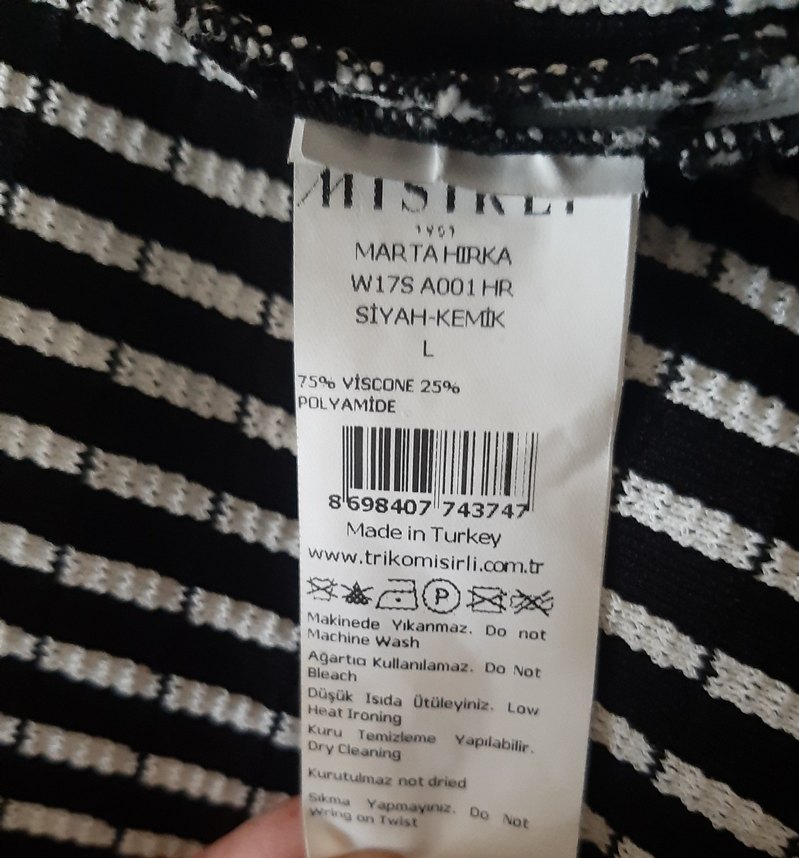 MISIRLI
1951
MARTA HIRKA
W17S A001 HR
SİYAH-KEMİK
L
75% VİSCONE 25%
POLYAMİDE
8 698407 743747
Made in Turkey
www.trikomisirli.com.tr
P
Makinede Yıkanmaz. Do not
Machine Wash
Ağartıcı Kullanılamaz. Do Not
Bleach
Düşük Isıda Ütüleyiniz. Low
Heat Ironing
Kuru Temizleme Yapılabilir.
Dry Cleaning
Kurutulmaz not dried
Sıkma Yapmayınız. Do Not
Wring on Twist